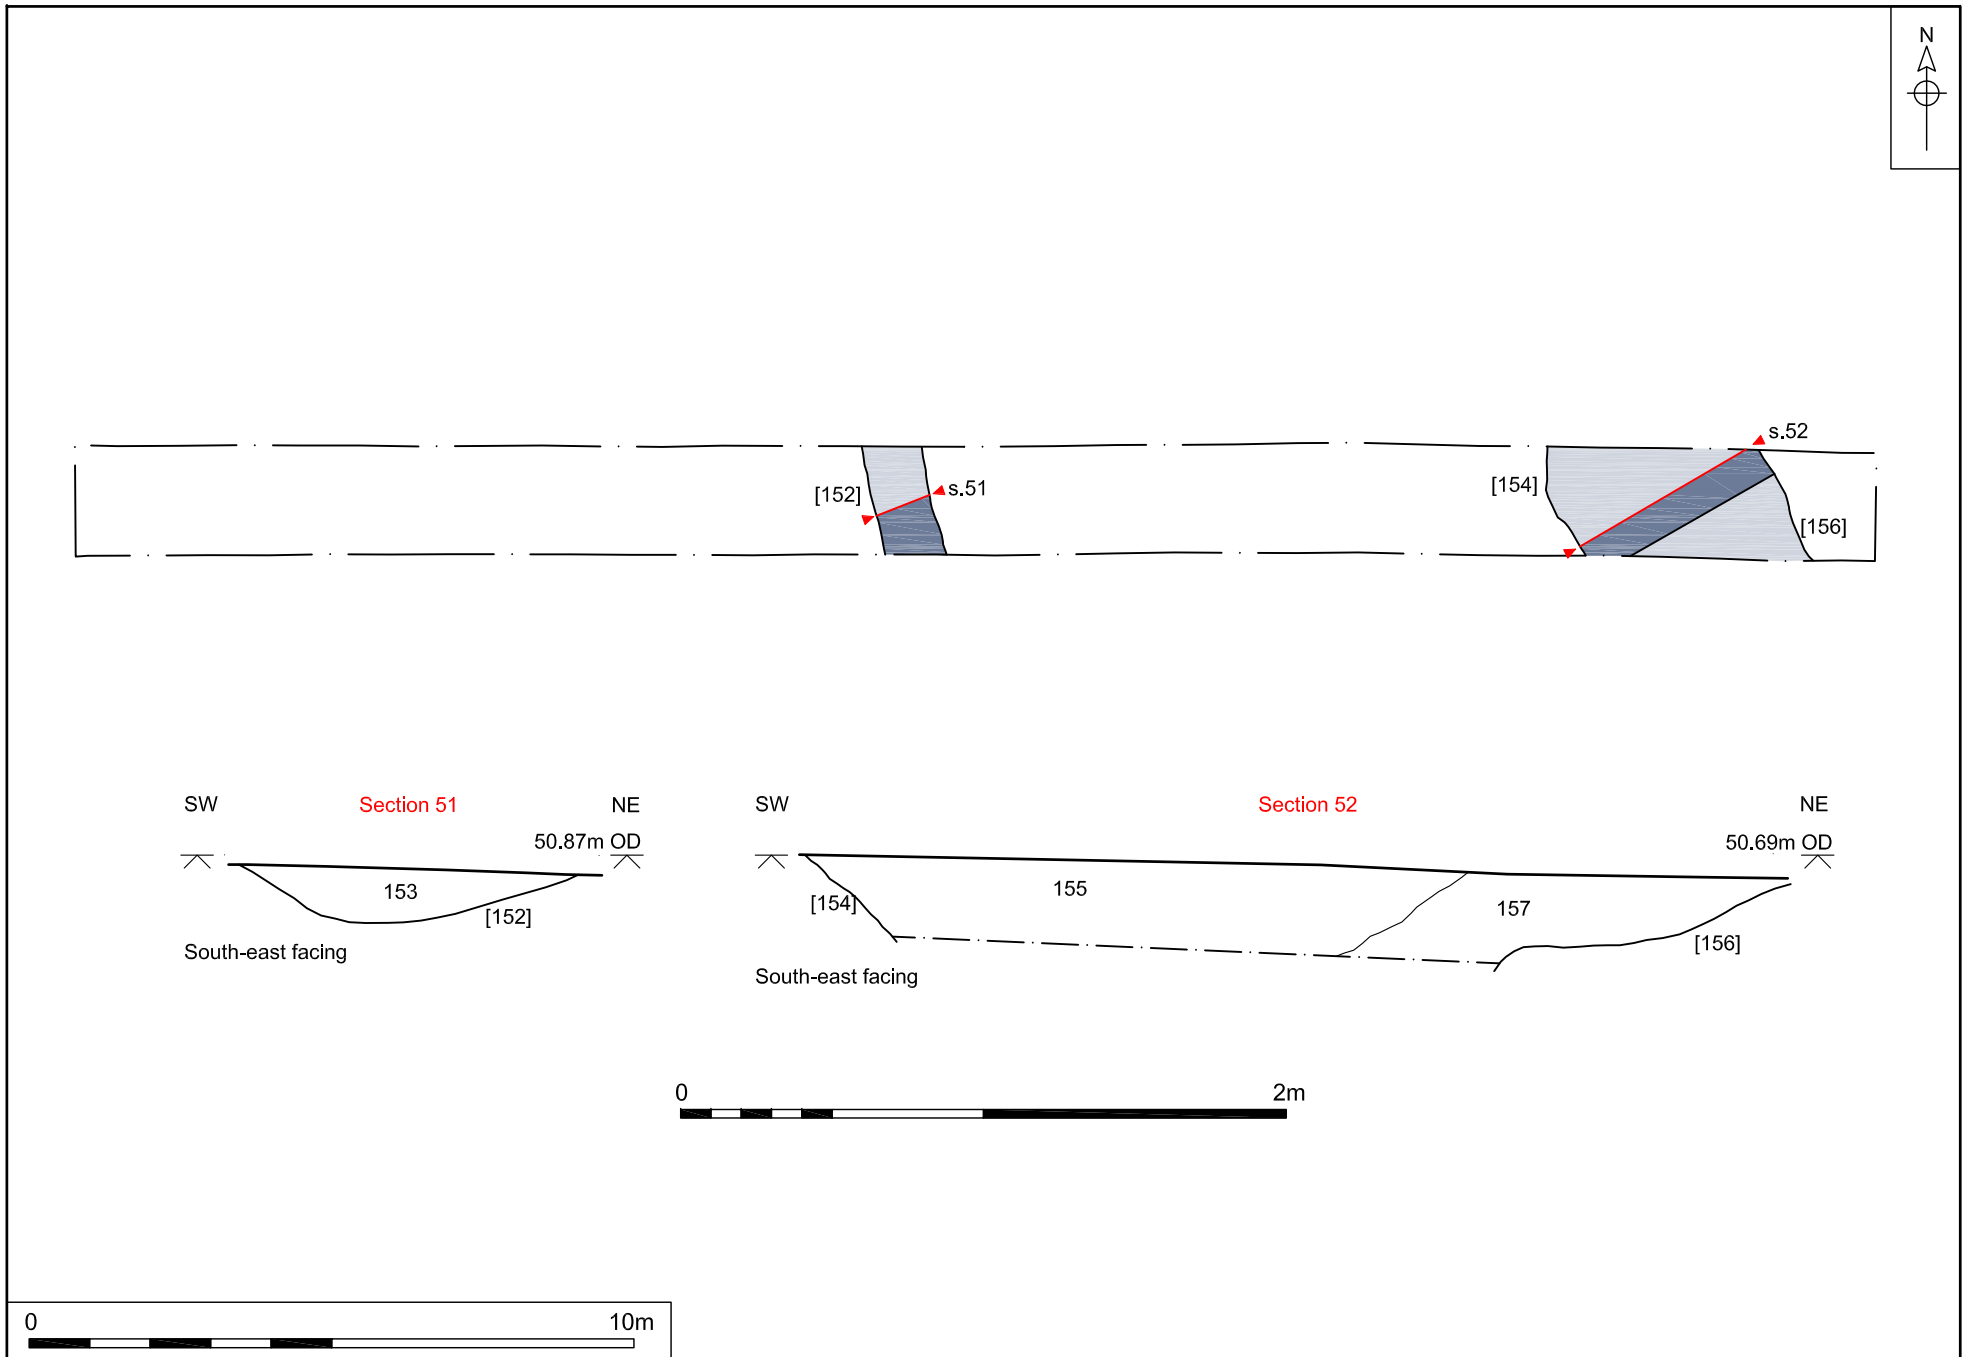 N
s.52
[152]
s.51
[154]
[156]
SW
Section 51
NE
50.87m OD
153
[152]
South-east facing
SW
Section 52
NE
50.69m OD
[154]
155
157
[156]
South-east facing
0
2m
0
10m